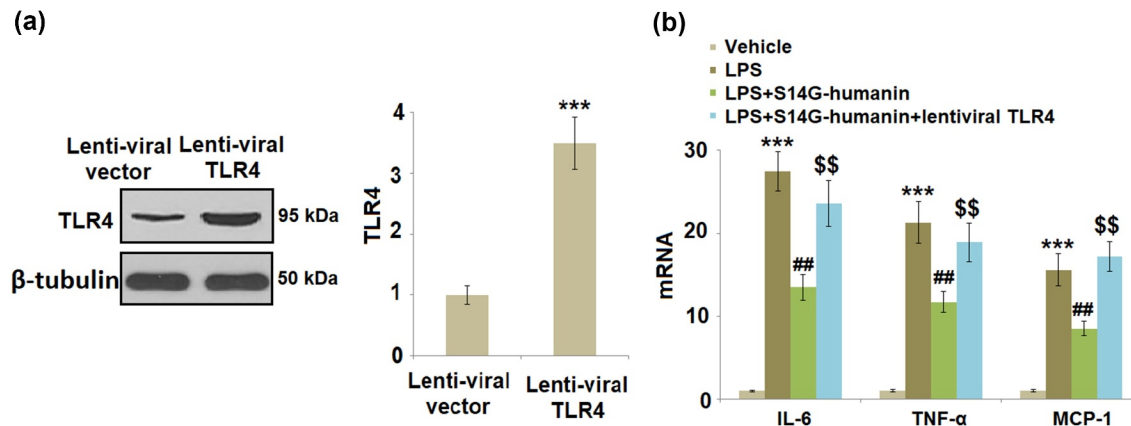 (a)
Lenti-viral
vector
Lenti-viral
TLR4
TLR4
95 kDa
β-tubulin
50 kDa
TLR4
4
3
2
1
0
***
Lenti-viral
vector
Lenti-viral
TLR4
(b)
Vehicle
LPS
LPS+S14G-humanin
LPS+S14G-humanin+lentiviral TLR4
mRNA
30
20
10
0
***
##
$$
***
##
$$
***
##
$$
IL-6
TNF-α
MCP-1